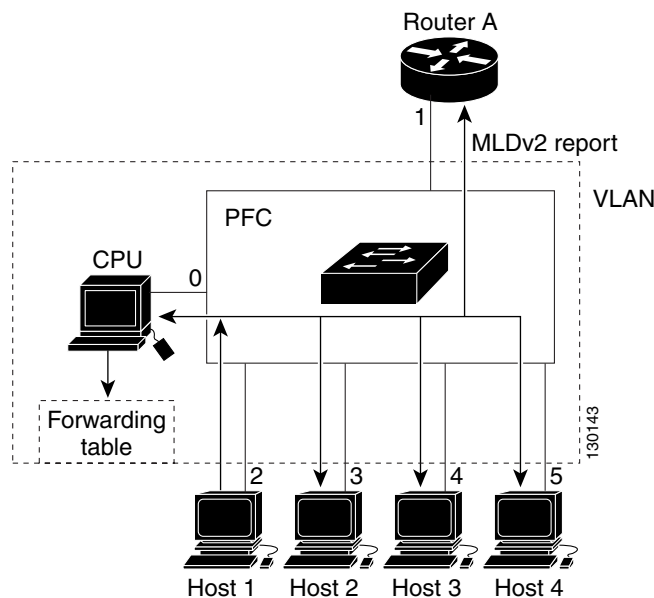 Router A
1
MLDv2 report
VLAN
PFC
CPU
0
Forwarding
table
130143
2
3
4
5
Host 1
Host 2
Host 3
Host 4